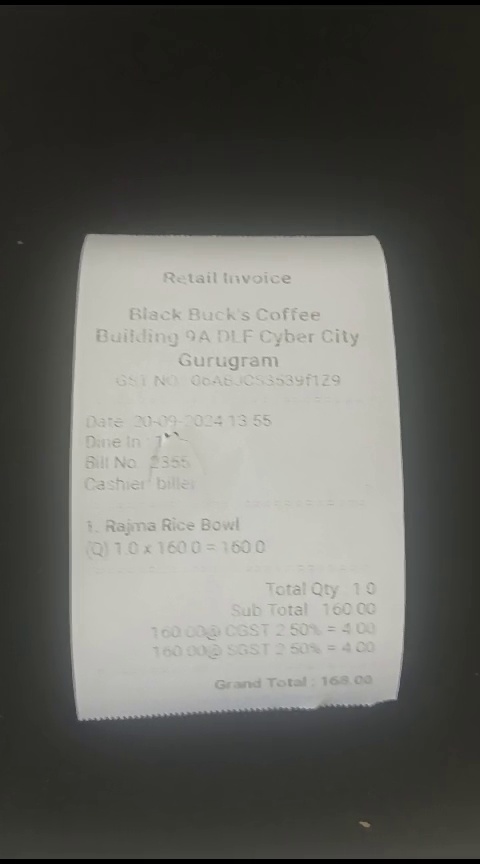 Retail Invoice
Black Buck's Coffee
Building 9A DLF Cyber City
Gurugram
GST NO.
Date 20-09-2024 13:55
Dine In
Bill No. 2355
Cashier biller
1. Rajma Rice Bowl
(Q) 1.0 x 160.0 = 160.0
Total Qty 1.0
Sub Total 160.00
160.00@ CGST 2.50% = 4.00
160.00@ SGST 2.50% = 4.00
Grand Total : 168.00